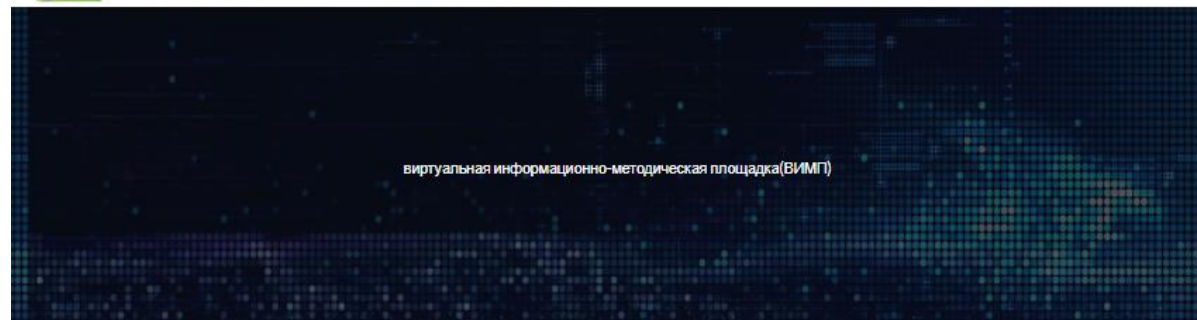 виртуальная информационно-методическая площадка(ВИМП)